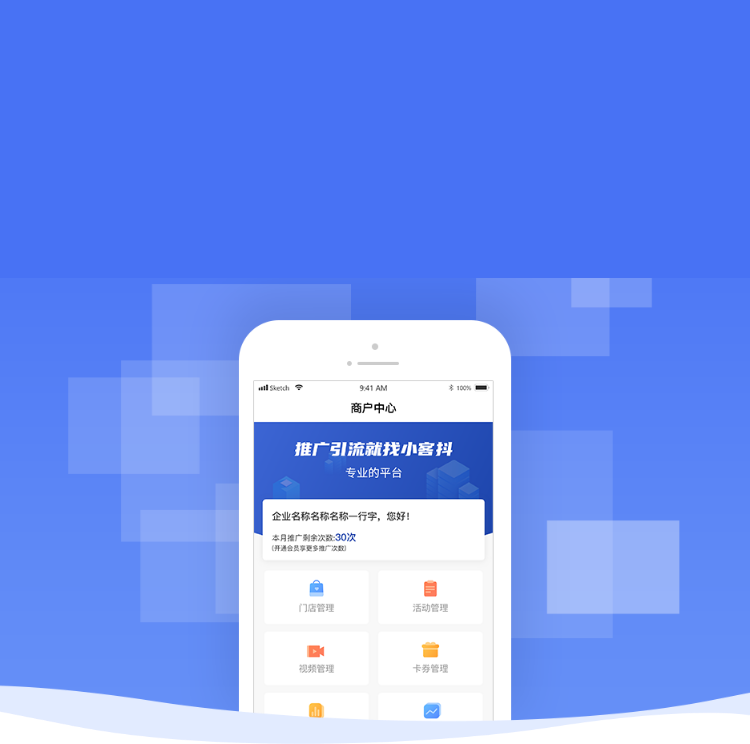 Sketch 9:41 AM 100%
商户中心
推广引流就找小客抖
专业的平台
企业名称名称名称一行字，您好！
本月推广剩余次数:30次
(开通会员享更多推广次数)
门店管理 活动管理
视频管理 卡券管理